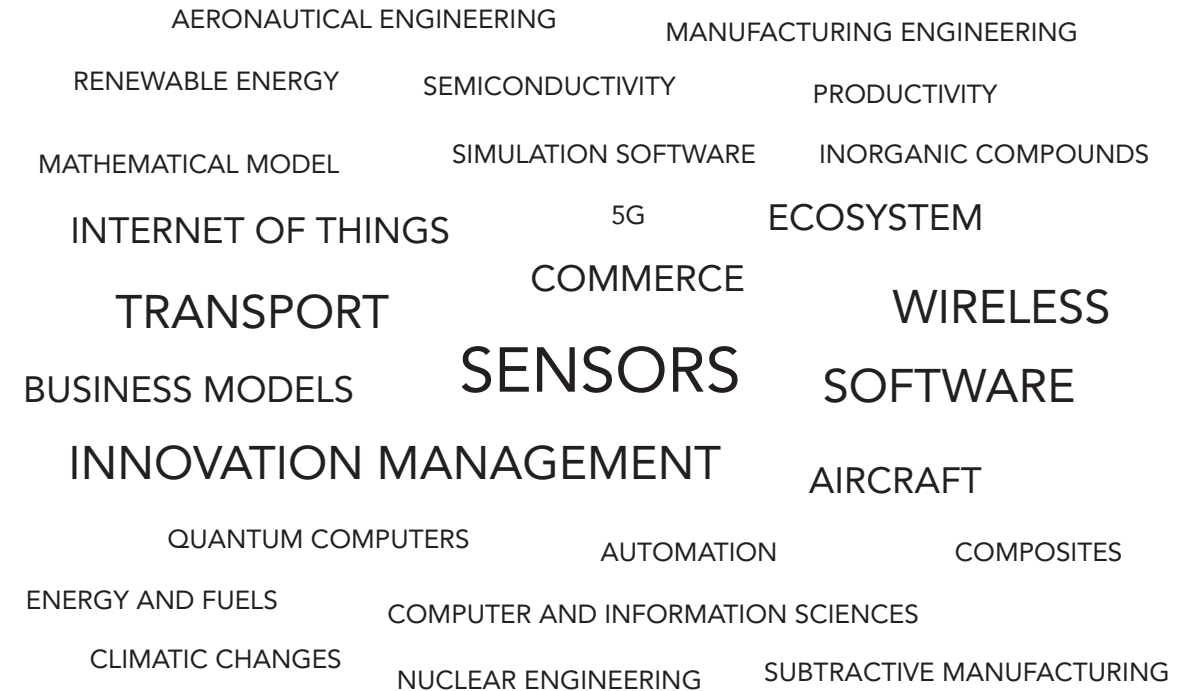 AERONAUTICAL ENGINEERING
MANUFACTURING ENGINEERING
RENEWABLE ENERGY
SEMICONDUCTIVITY
PRODUCTIVITY
MATHEMATICAL MODEL
SIMULATION SOFTWARE
INORGANIC COMPOUNDS
INTERNET OF THINGS
5G
ECOSYSTEM
COMMERCE
TRANSPORT
WIRELESS
SENSORS
BUSINESS MODELS
SOFTWARE
INNOVATION MANAGEMENT
AIRCRAFT
QUANTUM COMPUTERS
AUTOMATION
COMPOSITES
ENERGY AND FUELS
COMPUTER AND INFORMATION SCIENCES
CLIMATIC CHANGES
NUCLEAR ENGINEERING
SUBTRACTIVE MANUFACTURING